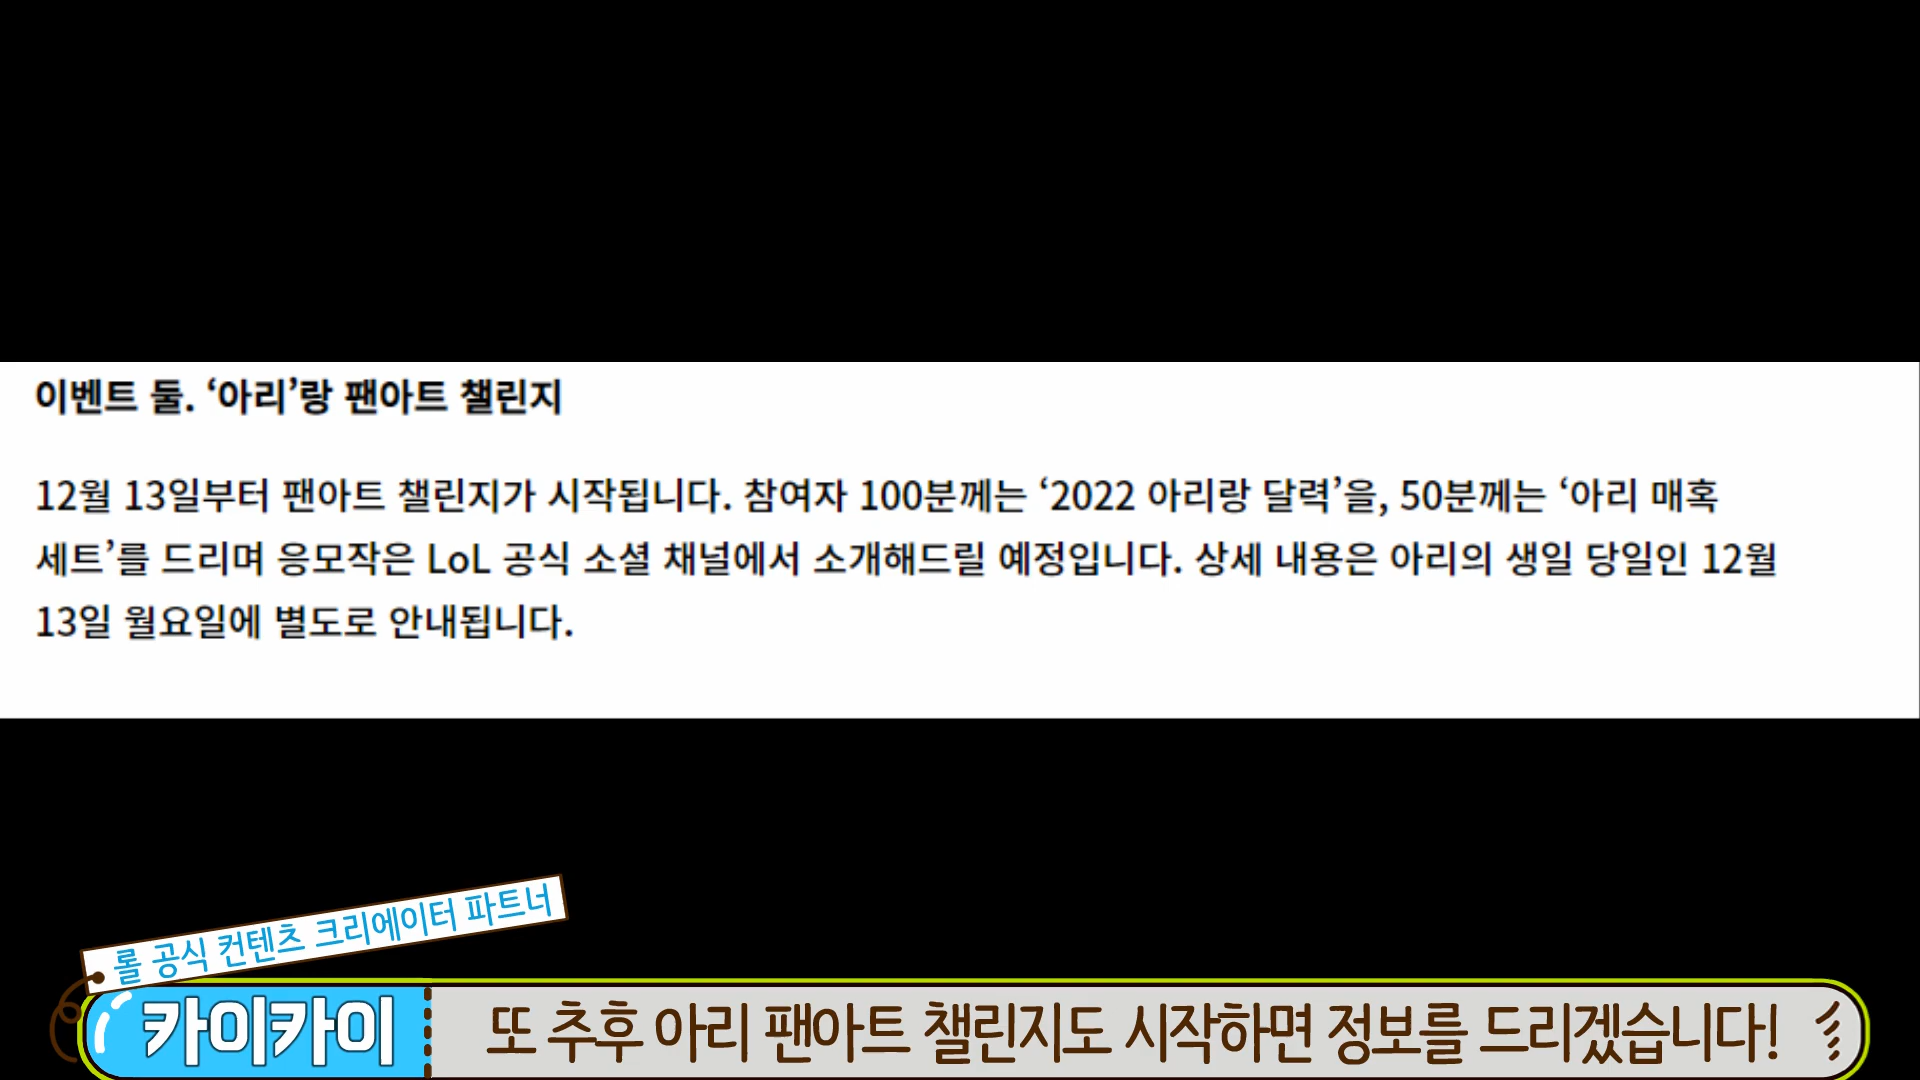 이벤트 둘. ‘아리’랑 팬아트 챌린지
12월 13일부터 팬아트 챌린지가 시작됩니다. 참여자 100분께는 ‘2022 아리랑 달력’을, 50분께는 ‘아리 매혹
세트’를 드리며 응모작은 LoL 공식 소셜 채널에서 소개해드릴 예정입니다. 상세 내용은 아리의 생일 당일인 12월
13일 월요일에 별도로 안내됩니다.
롤 공식 컨텐츠 크리에이터 파트너
카이카이
또 추후 아리 팬아트 챌린지도 시작하면 정보를 드리겠습니다!